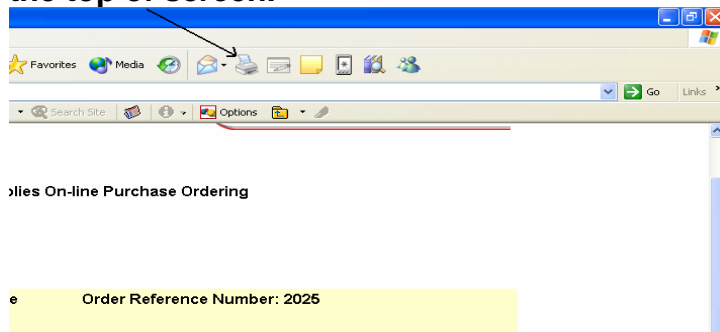 the top of screen.
Favorites Media
Go Links
Search Site Options
plies On-line Purchase Ordering
e Order Reference Number: 2025